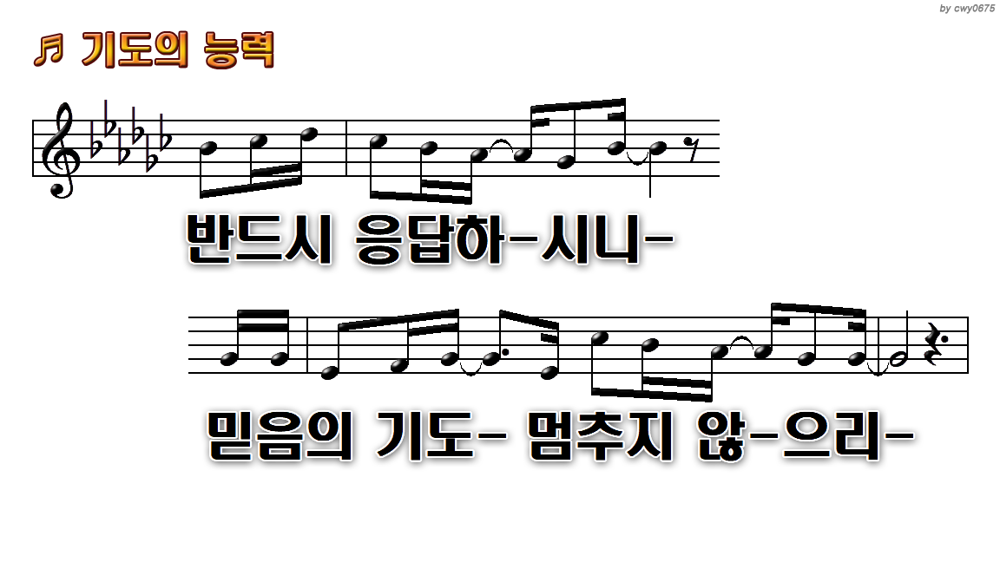 by cwy0675
♬ 기도의 능력
반드시 응답하-시니-
믿음의 기도- 멈추지 않-으리-